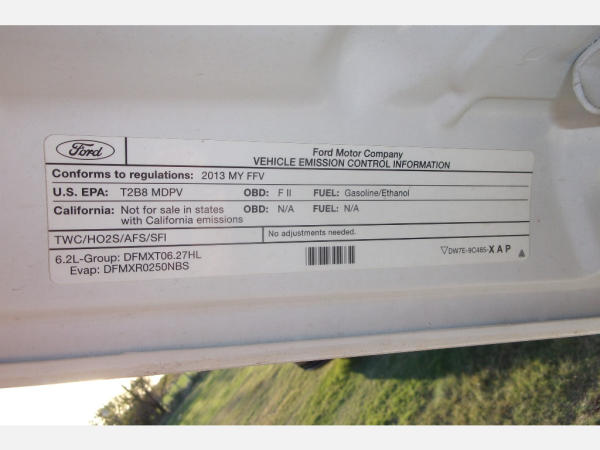 Ford
Ford Motor Company
VEHICLE EMISSION CONTROL INFORMATION
Conforms to regulations: 2013 MY FFV
U.S. EPA: T2B8 MDPV OBD: F II FUEL: Gasoline/Ethanol
California: Not for sale in states OBD: N/A FUEL: N/A
with California emissions
TWC/HO2S/AFS/SFI No adjustments needed.
6.2L-Group: DFMXT06.27HL
Evap: DFMXR0250NBS
DW7E-9C485-XAP